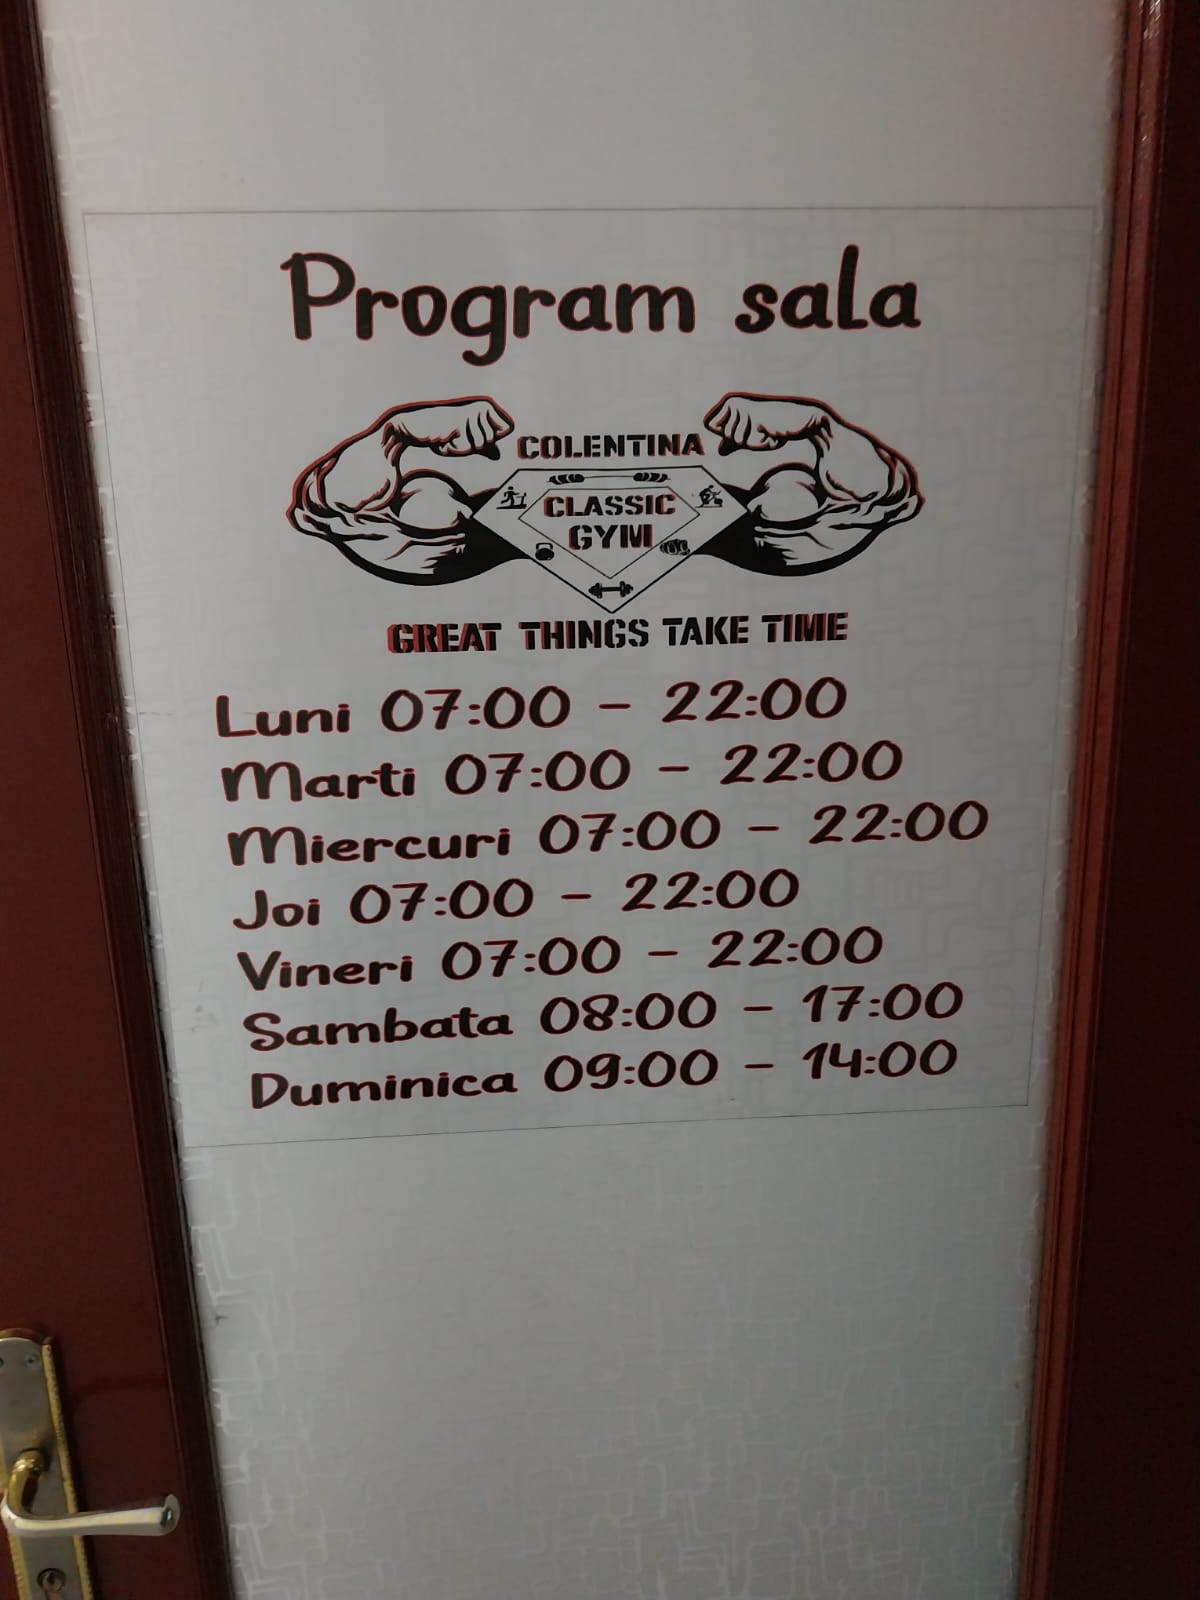 Program sala
COLENTINA
CLASSIC
GYM
GREAT THINGS TAKE TIME
Luni 07:00 - 22:00
Marti 07:00 - 22:00
Miercuri 07:00 - 22:00
Joi 07:00 - 22:00
Vineri 07:00 - 22:00
Sambata 08:00 - 17:00
Duminica 09:00 - 14:00